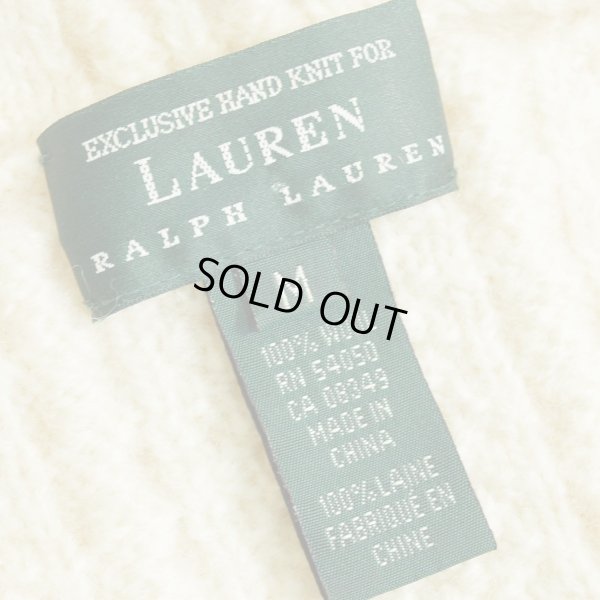 EXCLUSIVE HAND KNIT FOR
LAUREN
RALPH LAUREN
M
SOLD OUT
100% WOOL
RN 54050
CA 08349
MADE IN
CHINA
100% LAINE
FABRIQUÉ EN
CHINE